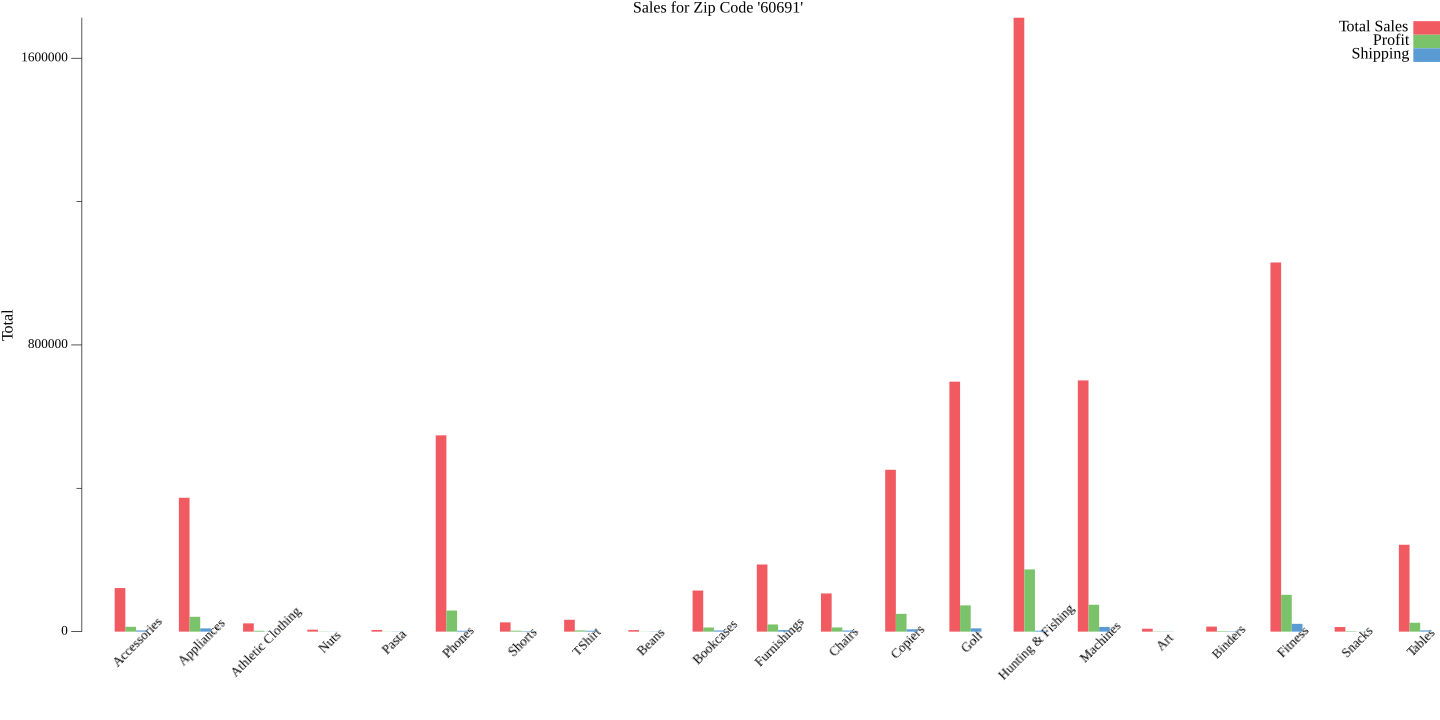 Sales for Zip Code '60691'
Total Sales
Profit
Shipping
1600000
800000
0
Total
Accessories
Appliances
Athletic Clothing
Nuts
Pasta
Phones
Shorts
TShirt
Beans
Bookcases
Furnishings
Chairs
Copiers
Golf
Hunting & Fishing
Machines
Art
Binders
Fitness
Snacks
Tables